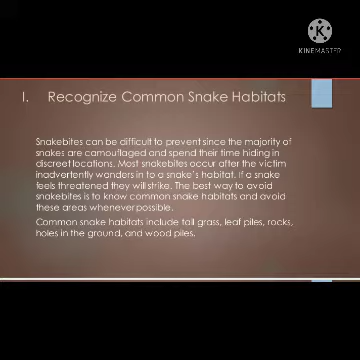 KINEMASTER
I. Recognize Common Snake Habitats
Snakebites can be difficult to prevent since the majority of
snakes are camouflaged and spend their time hiding in
discreet locations. Most snakebites occur after the victim
inadvertently wanders in to a snake's habitat. If a snake
feels threatened they will strike. The best way to avoid
snakebites is to know common snake habitats and avoid
these areas whenever possible.
Common snake habitats include tall grass, leaf piles, rocks,
holes in the ground, and wood piles.